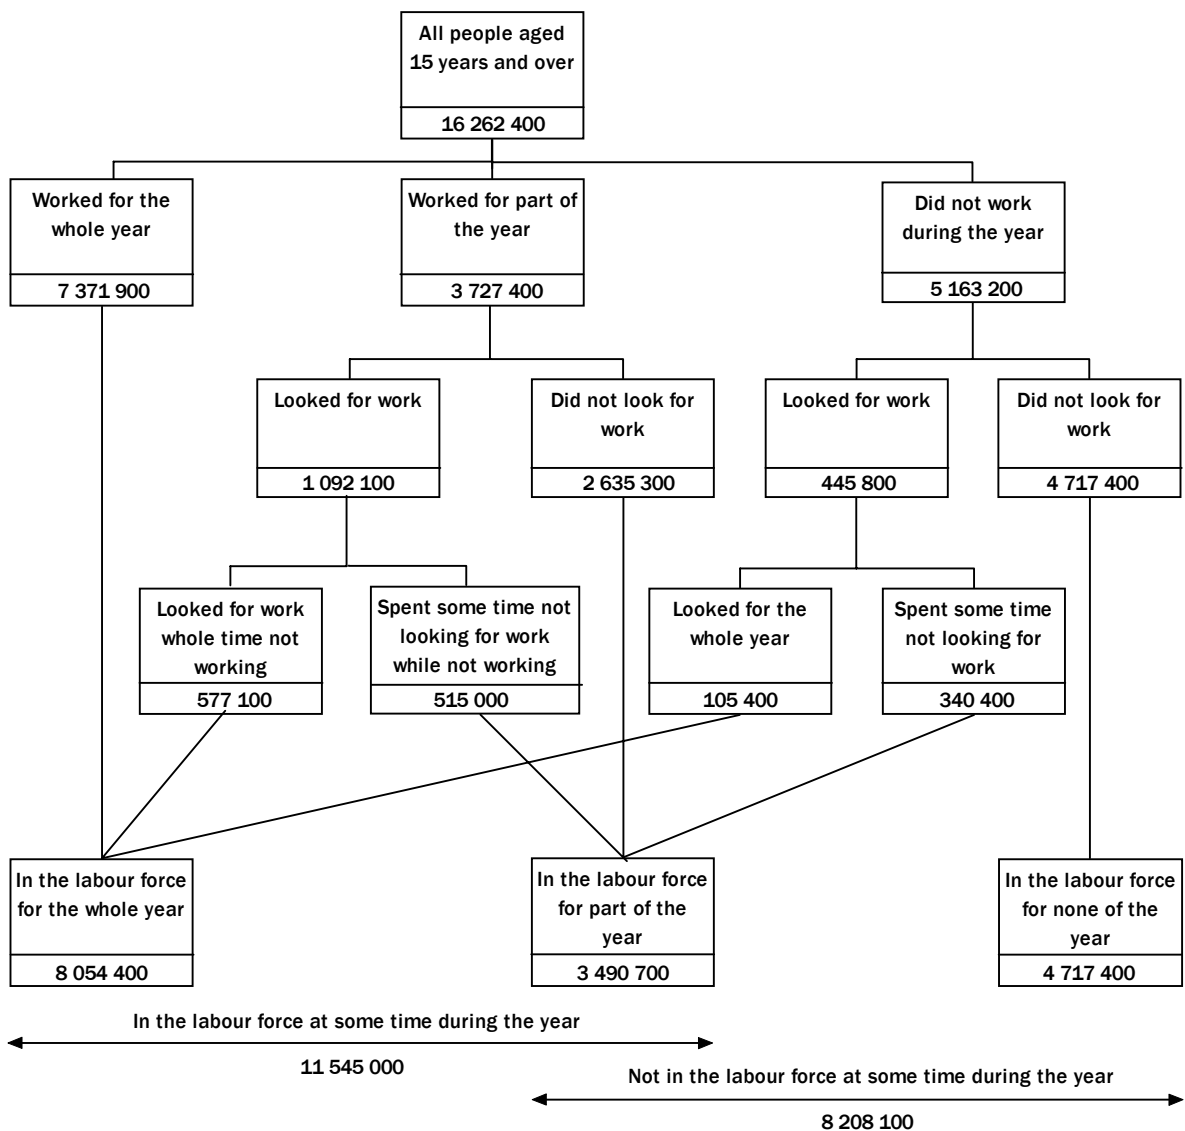 All people aged
15 years and over
16 262 400
Worked for the
whole year
7 371 900
Worked for part of
the year
3 727 400
Did not work
during the year
5 163 200
Looked for work
1 092 100
Did not look for
work
2 635 300
Looked for work
445 800
Did not look for
work
4 717 400
Looked for work
whole time not
working
577 100
Spent some time not
looking for work
while not working
515 000
Looked for the
whole year
105 400
Spent some time
not looking for
work
340 400
In the labour force
for the whole year
8 054 400
In the labour force
for part of the
year
3 490 700
In the labour force
for none of the
year
4 717 400
In the labour force at some time during the year
11 545 000
Not in the labour force at some time during the year
8 208 100